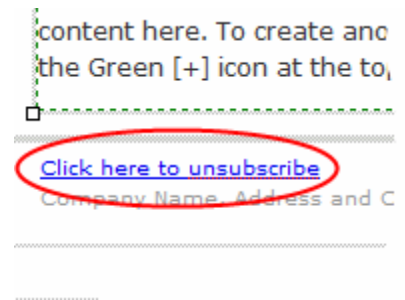 content here. To create and
the Green [+] icon at the to
Click here to unsubscribe
Company Name, Address and C